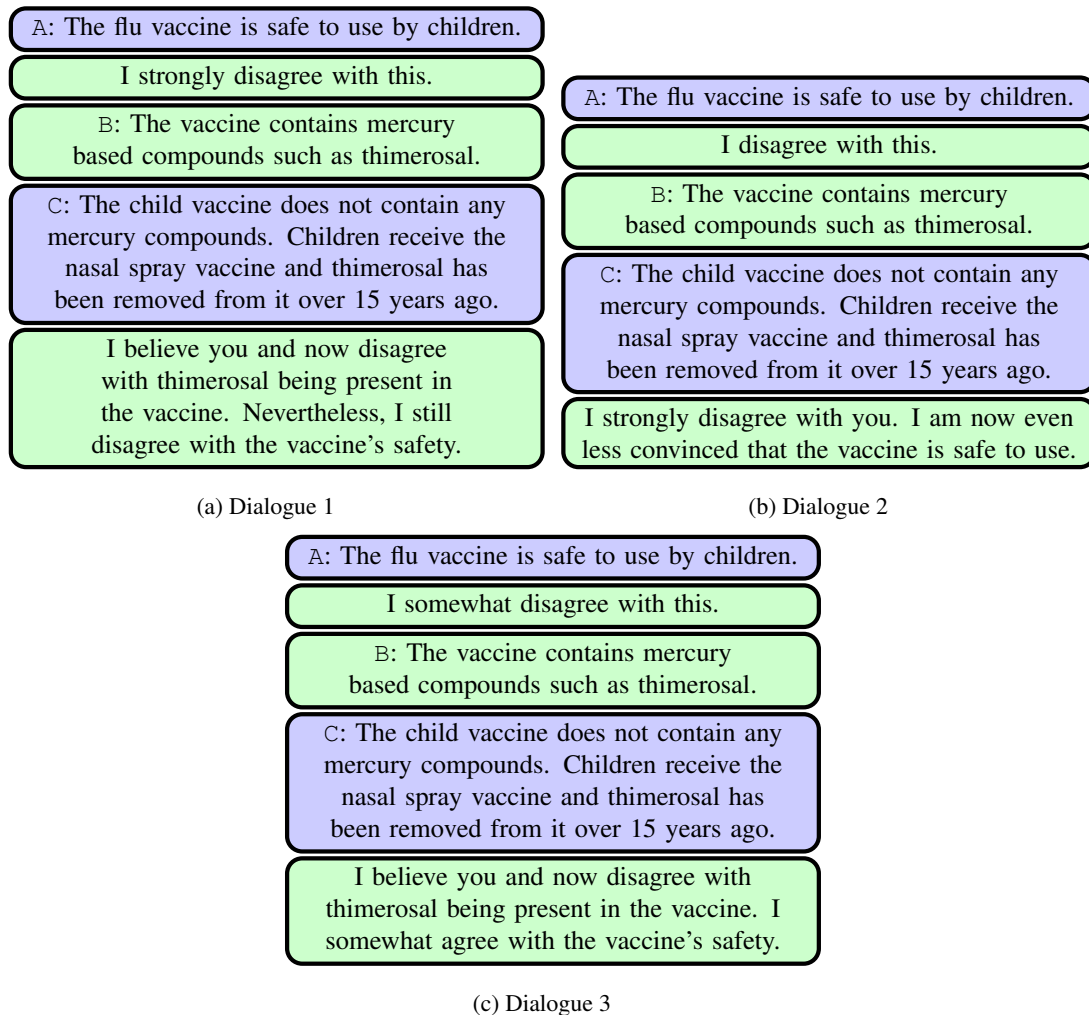 A: The flu vaccine is safe to use by children.
I strongly disagree with this.
B: The vaccine contains mercury
based compounds such as thimerosal.
C: The child vaccine does not contain any
mercury compounds. Children receive the
nasal spray vaccine and thimerosal has
been removed from it over 15 years ago.
I believe you and now disagree
with thimerosal being present in
the vaccine. Nevertheless, I still
disagree with the vaccine's safety.
(a) Dialogue 1
A: The flu vaccine is safe to use by children.
I disagree with this.
B: The vaccine contains mercury
based compounds such as thimerosal.
C: The child vaccine does not contain any
mercury compounds. Children receive the
nasal spray vaccine and thimerosal has
been removed from it over 15 years ago.
I strongly disagree with you. I am now even
less convinced that the vaccine is safe to use.
(b) Dialogue 2
A: The flu vaccine is safe to use by children.
I somewhat disagree with this.
B: The vaccine contains mercury
based compounds such as thimerosal.
C: The child vaccine does not contain any
mercury compounds. Children receive the
nasal spray vaccine and thimerosal has
been removed from it over 15 years ago.
I believe you and now disagree with
thimerosal being present in the vaccine. I
somewhat agree with the vaccine's safety.
(c) Dialogue 3